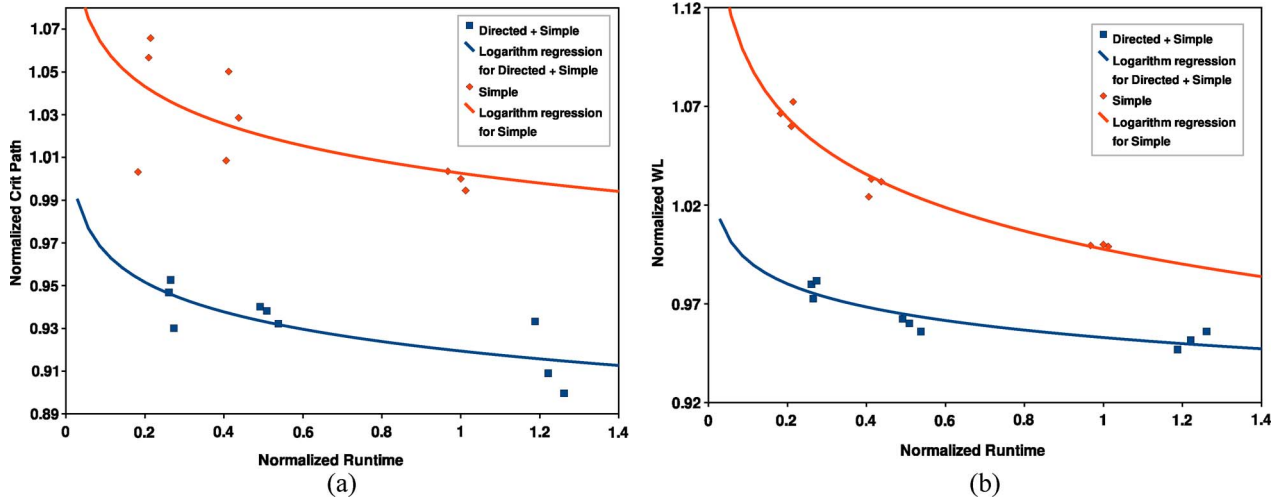 1.07
1.05
1.03
1.01
0.99
0.97
0.95
0.93
0.91
0.89
Normalized Crit Path
0
0.2
0.4
0.6
0.8
1
1.2
1.4
Normalized Runtime
Directed + Simple
Logarithm regression
for Directed + Simple
Simple
Logarithm regression
for Simple
(a)
1.12
1.07
1.02
0.97
0.92
Normalized WL
0
0.2
0.4
0.6
0.8
1
1.2
1.4
Normalized Runtime
Directed + Simple
Logarithm regression
for Directed + Simple
Simple
Logarithm regression
for Simple
(b)